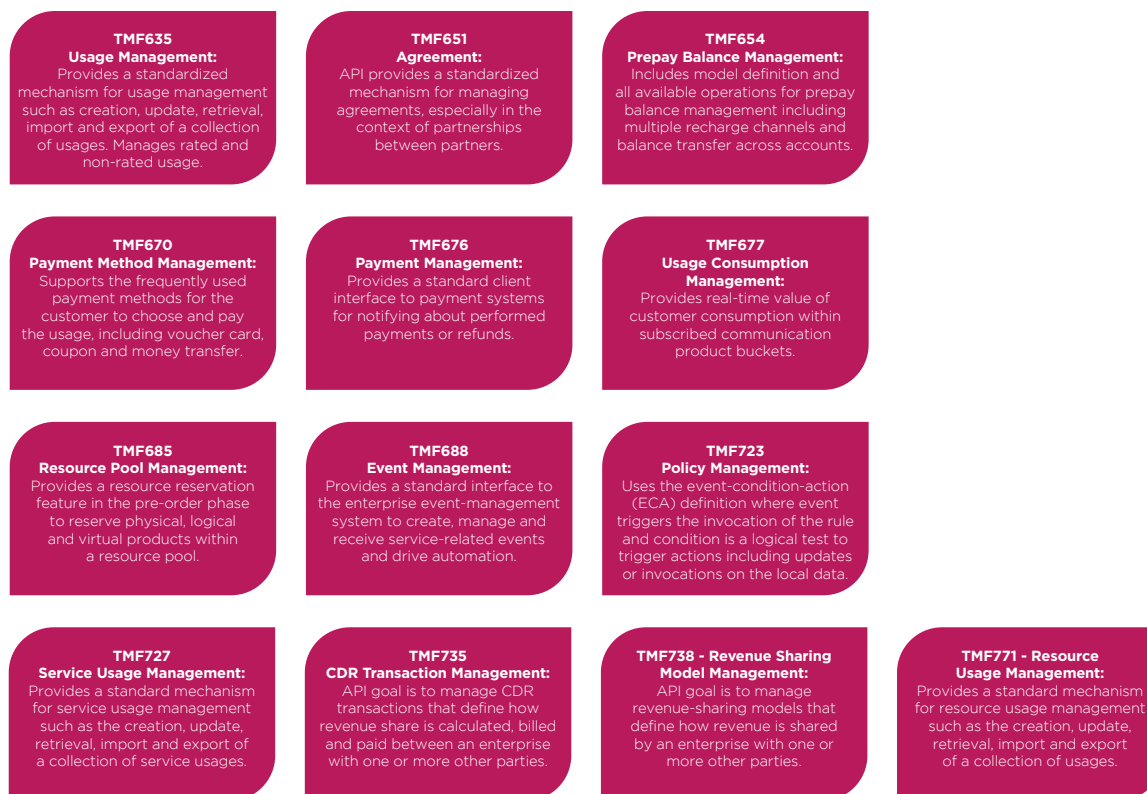 TMF635
Usage Management:
Provides a standardized
mechanism for usage management
such as creation, update, retrieval,
import and export of a collection
of usages. Manages rated and
non-rated usage.
TMF651
Agreement:
API provides a standardized
mechanism for managing
agreements, especially in the
context of partnerships
between partners.
TMF654
Prepay Balance Management:
Includes model definition and
all available operations for prepay
balance management including
multiple recharge channels and
balance transfer across accounts.
TMF670
Payment Method Management:
Supports the frequently used
payment methods for the
customer to choose and pay
the usage, including voucher card,
coupon and money transfer.
TMF676
Payment Management:
Provides a standard client
interface to payment systems
for notifying about performed
payments or refunds.
TMF677
Usage Consumption
Management:
Provides real-time value of
customer consumption within
subscribed communication
product buckets.
TMF685
Resource Pool Management:
Provides a resource reservation
feature in the pre-order phase
to reserve physical, logical
and virtual products within
a resource pool.
TMF688
Event Management:
Provides a standard interface to
the enterprise event-management
system to create, manage and
receive service-related events
and drive automation.
TMF723
Policy Management:
Uses the event-condition-action
(ECA) definition where event
triggers the invocation of the rule
and condition is a logical test to
trigger actions including updates
or invocations on the local data.
TMF727
Service Usage Management:
Provides a standard mechanism
for service usage management
such as the creation, update,
retrieval, import and export of
a collection of service usages.
TMF735
CDR Transaction Management:
API goal is to manage CDR
transactions that define how
revenue share is calculated, billed
and paid between an enterprise
with one or more other parties.
TMF738 - Revenue Sharing
Model Management:
API goal is to manage
revenue-sharing models that
define how revenue is shared
by an enterprise with one or
more other parties.
TMF771 - Resource
Usage Management:
Provides a standard mechanism
for resource usage management
such as the creation, update,
retrieval, import and export
of a collection of usages.